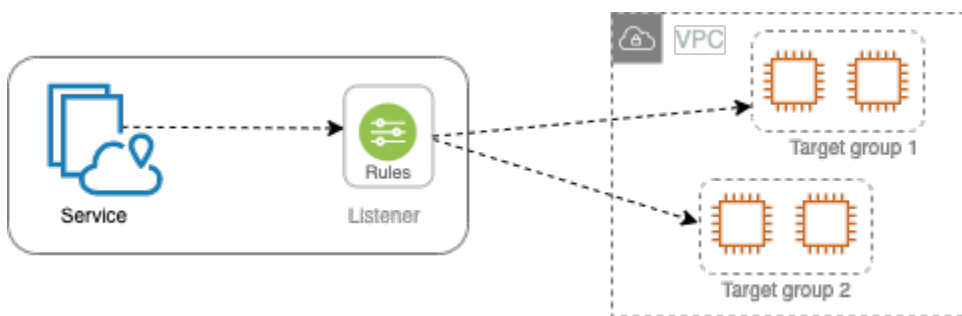 VPC
Target group 1
Rules
Service
Listener
Target group 2